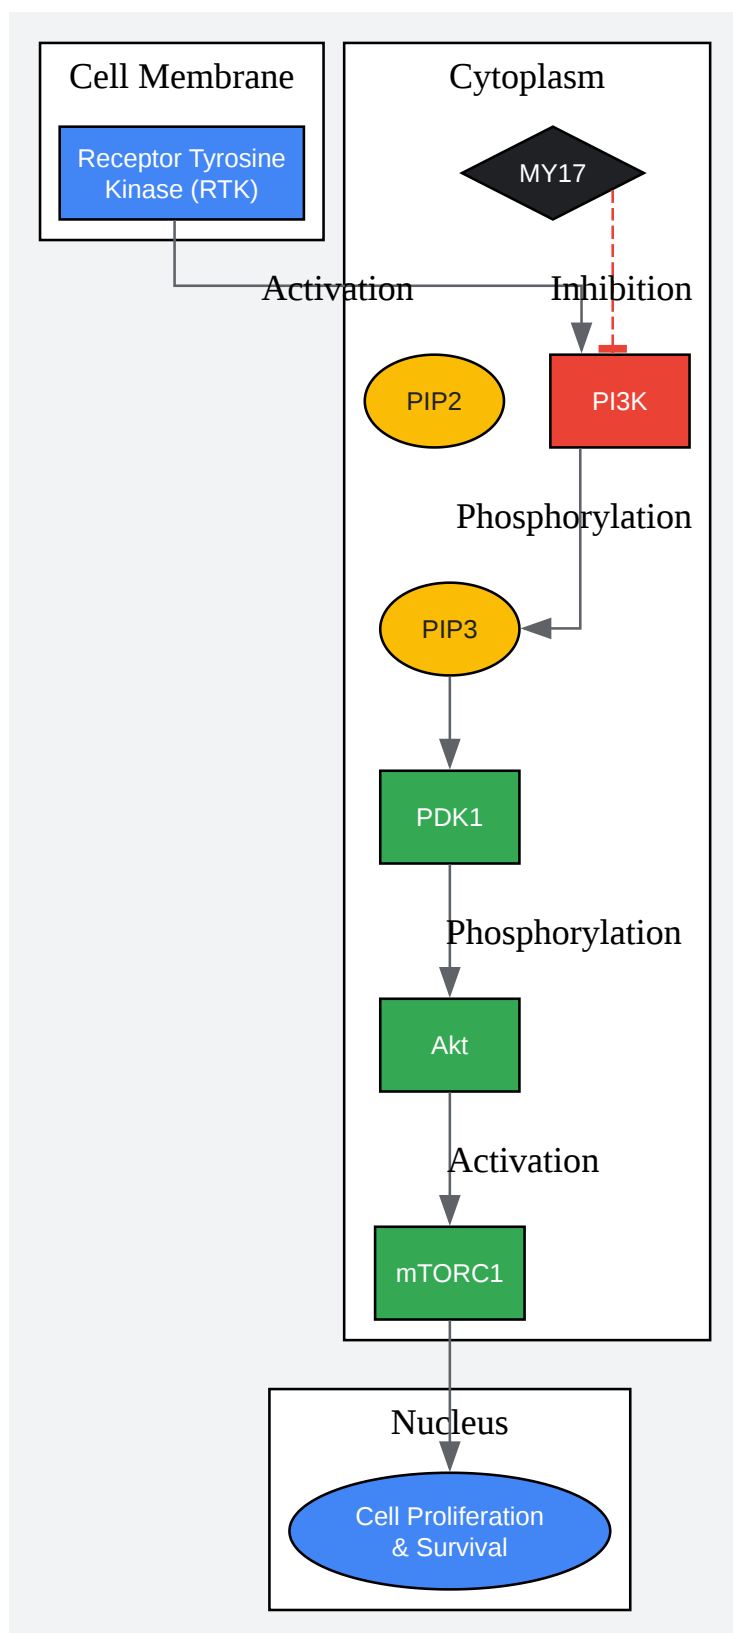 Cell Membrane
Cytoplasm
Receptor Tyrosine
Kinase (RTK)
MY17
Activation
Inhibition
PIP2
PI3K
Phosphorylation
PIP3
PDK1
Phosphorylation
Akt
Activation
mTORC1
Nucleus
Cell Proliferation
& Survival